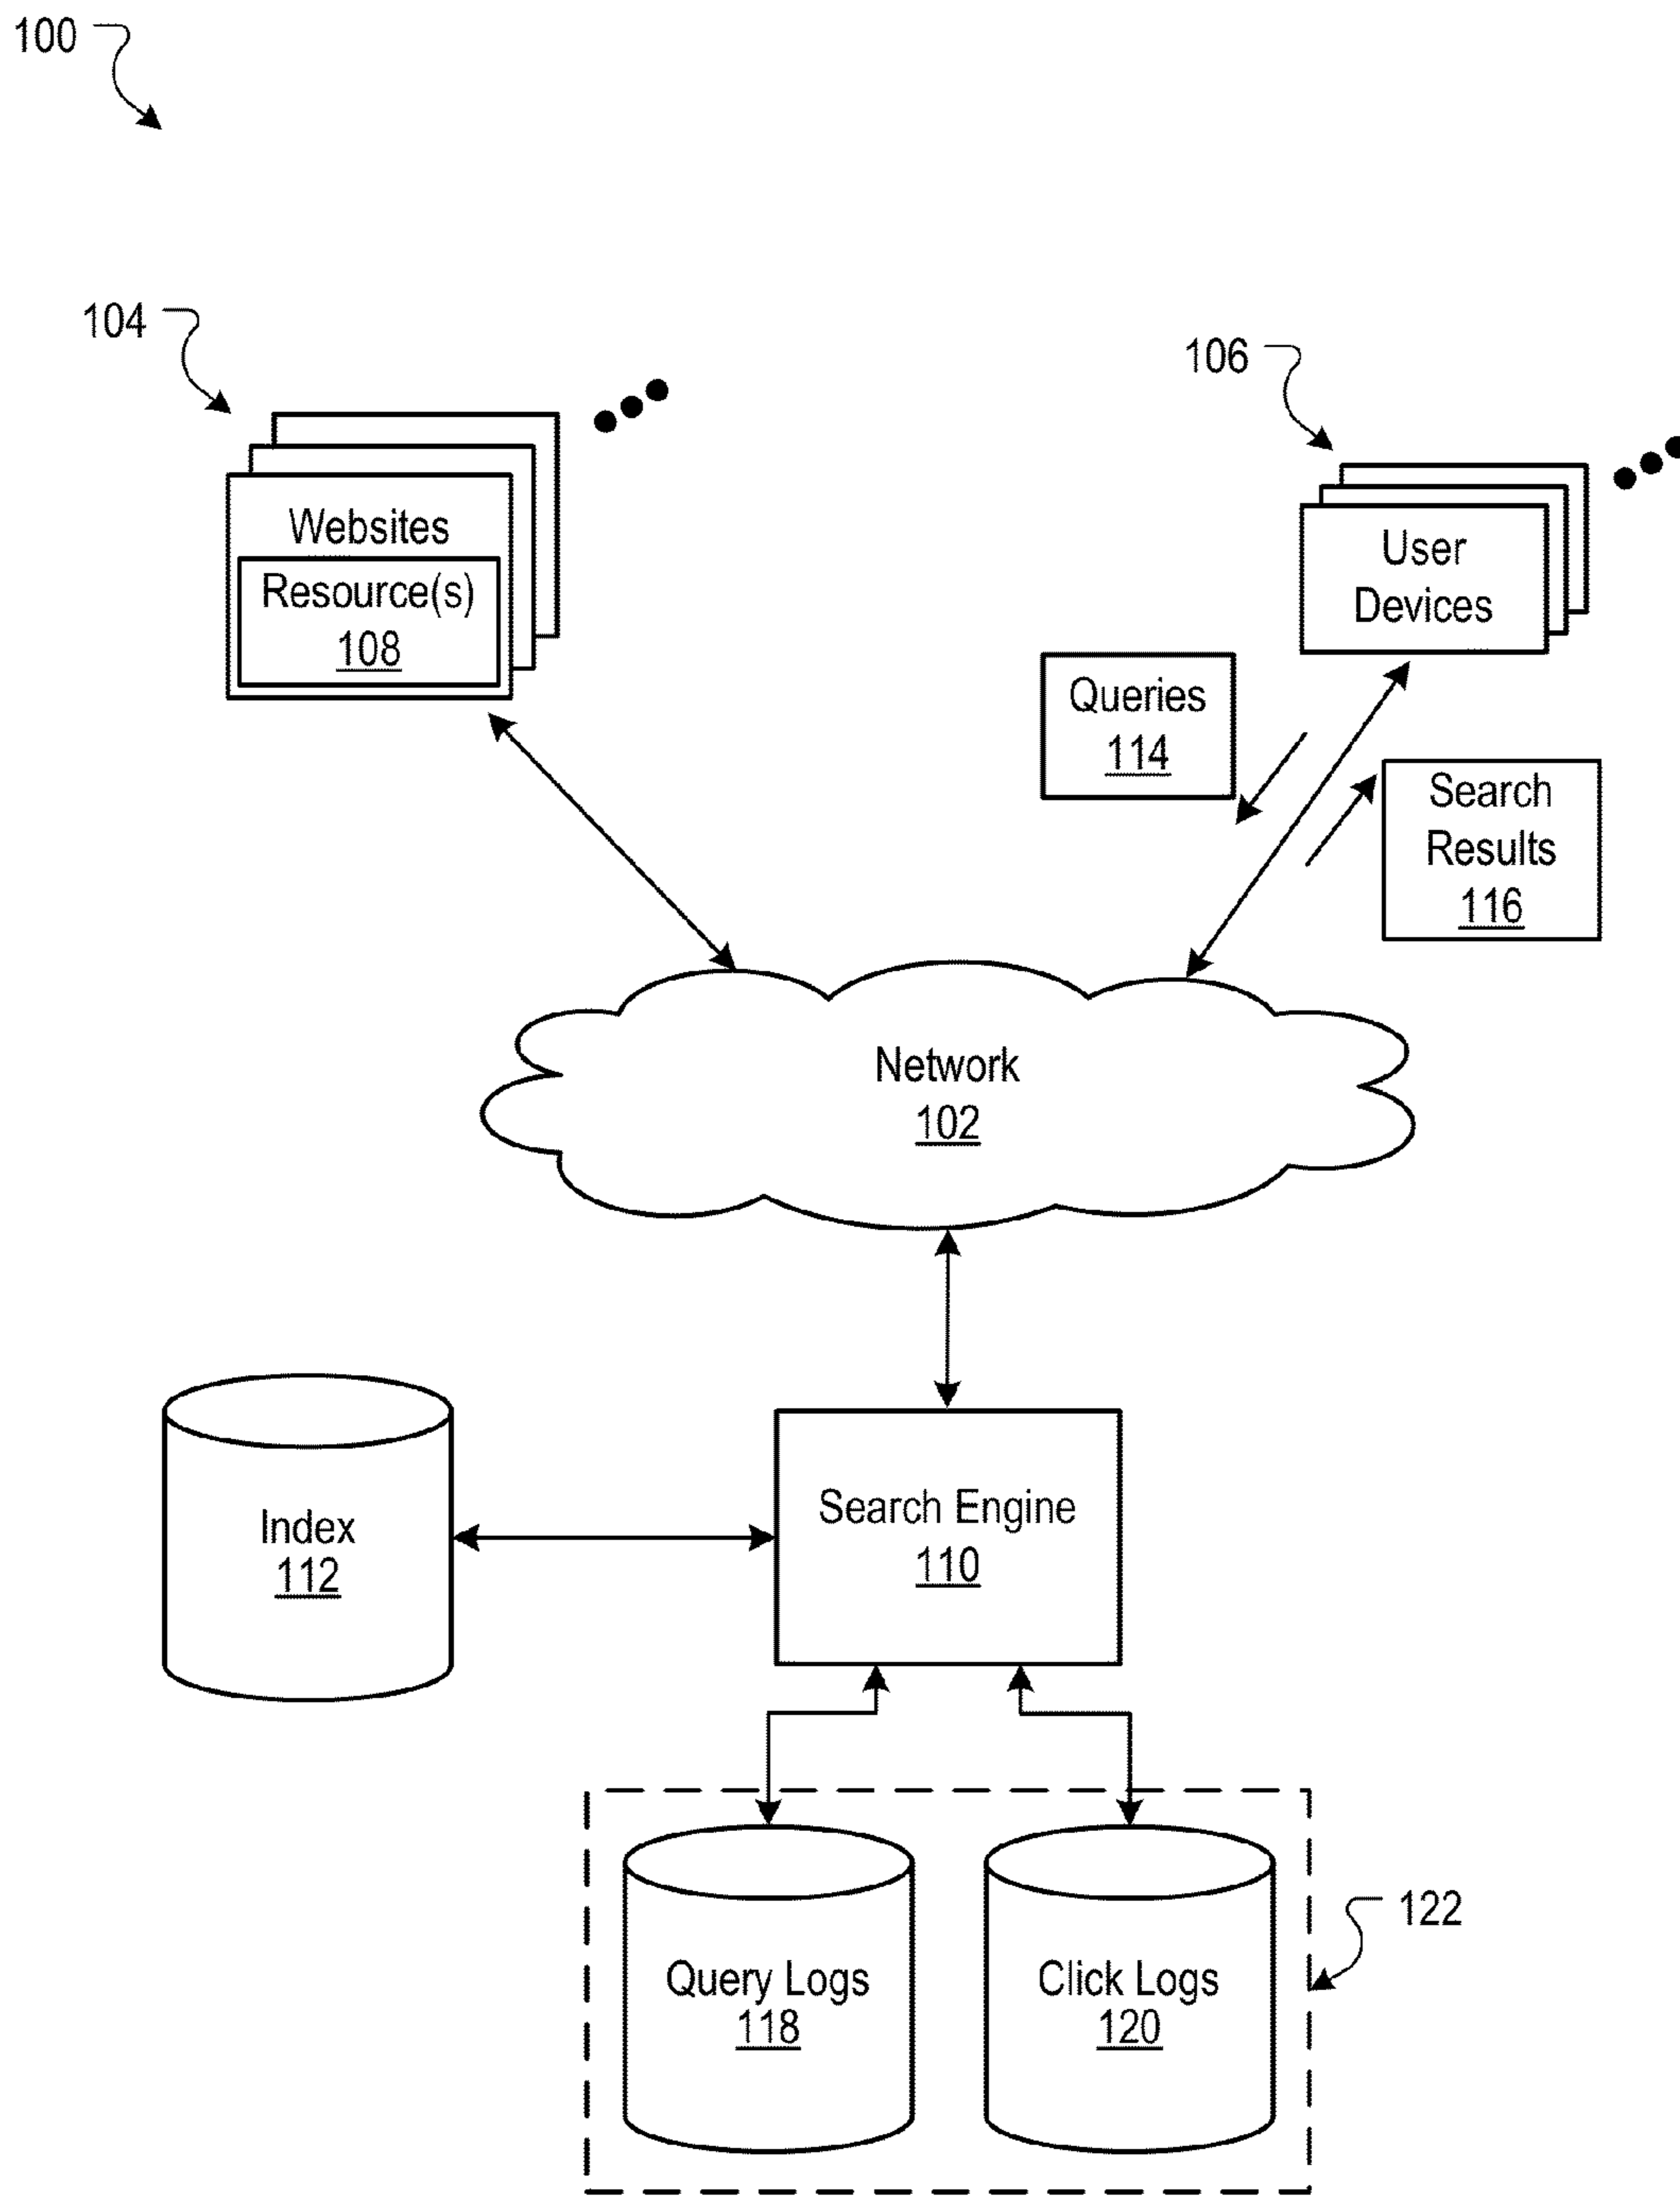 100
104
106
Websites
Resource(s)
108
User
Devices
Queries
114
Search
Results
116
Network
102
Index
112
Search Engine
110
122
Query Logs
118
Click Logs
120